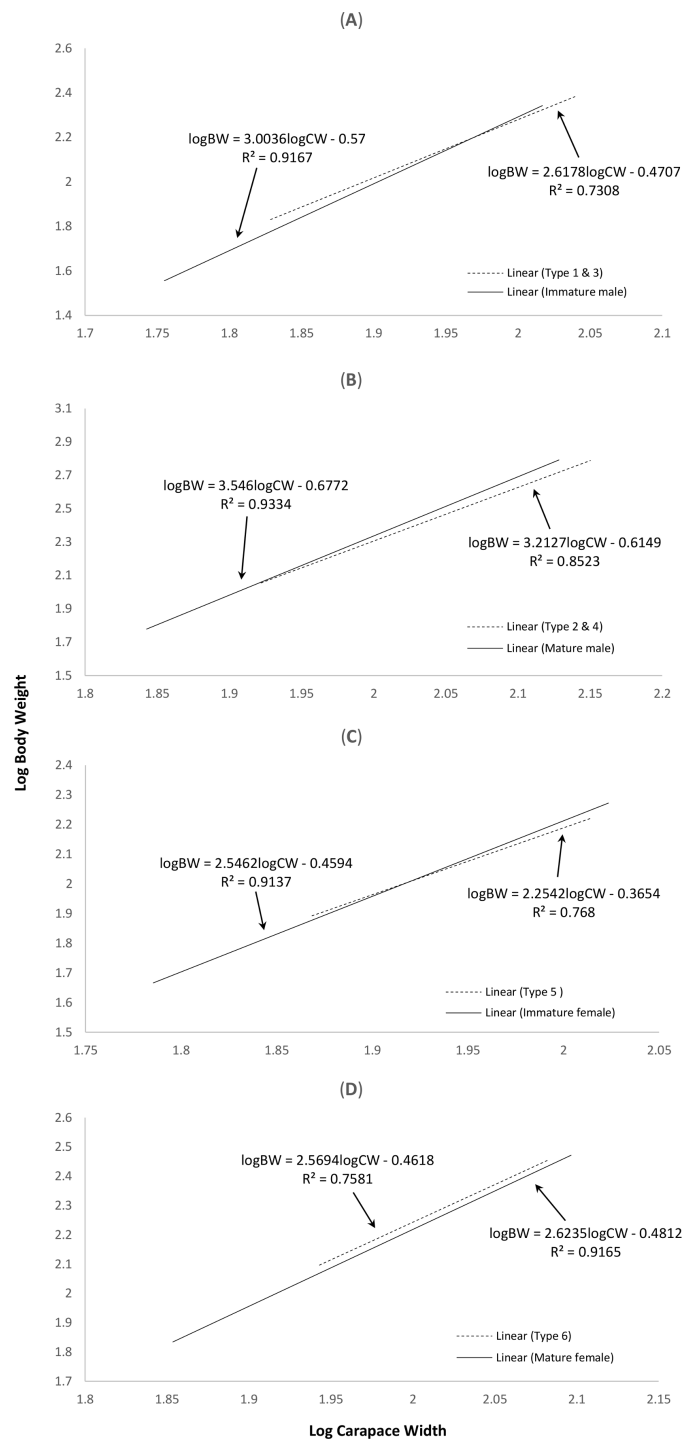 (A)
2.6
2.4
2.2
2
1.8
1.6
1.4
logBW = 3.0036logCW - 0.57
R² = 0.9167
logBW = 2.6178logCW - 0.4707
R² = 0.7308
Linear (Type 1 & 3)
Linear (Immature male)
1.7 1.75 1.8 1.85 1.9 1.95 2 2.05 2.1
(B)
3.1
2.9
2.7
2.5
2.3
2.1
1.9
1.7
1.5
logBW = 3.546logCW - 0.6772
R² = 0.9334
logBW = 3.2127logCW - 0.6149
R² = 0.8523
Linear (Type 2 & 4)
Linear (Mature male)
1.8 1.85 1.9 1.95 2 2.05 2.1 2.15 2.2
Log Body Weight
(C)
2.4
2.3
2.2
2.1
2
1.9
1.8
1.7
1.6
1.5
logBW = 2.5462logCW - 0.4594
R² = 0.9137
logBW = 2.2542logCW - 0.3654
R² = 0.768
Linear (Type 5 )
Linear (Immature female)
1.75 1.8 1.85 1.9 1.95 2 2.05
(D)
2.6
2.5
2.4
2.3
2.2
2.1
2
1.9
1.8
1.7
logBW = 2.5694logCW - 0.4618
R² = 0.7581
logBW = 2.6235logCW - 0.4812
R² = 0.9165
Linear (Type 6)
Linear (Mature female)
1.8 1.85 1.9 1.95 2 2.05 2.1 2.15
Log Carapace Width